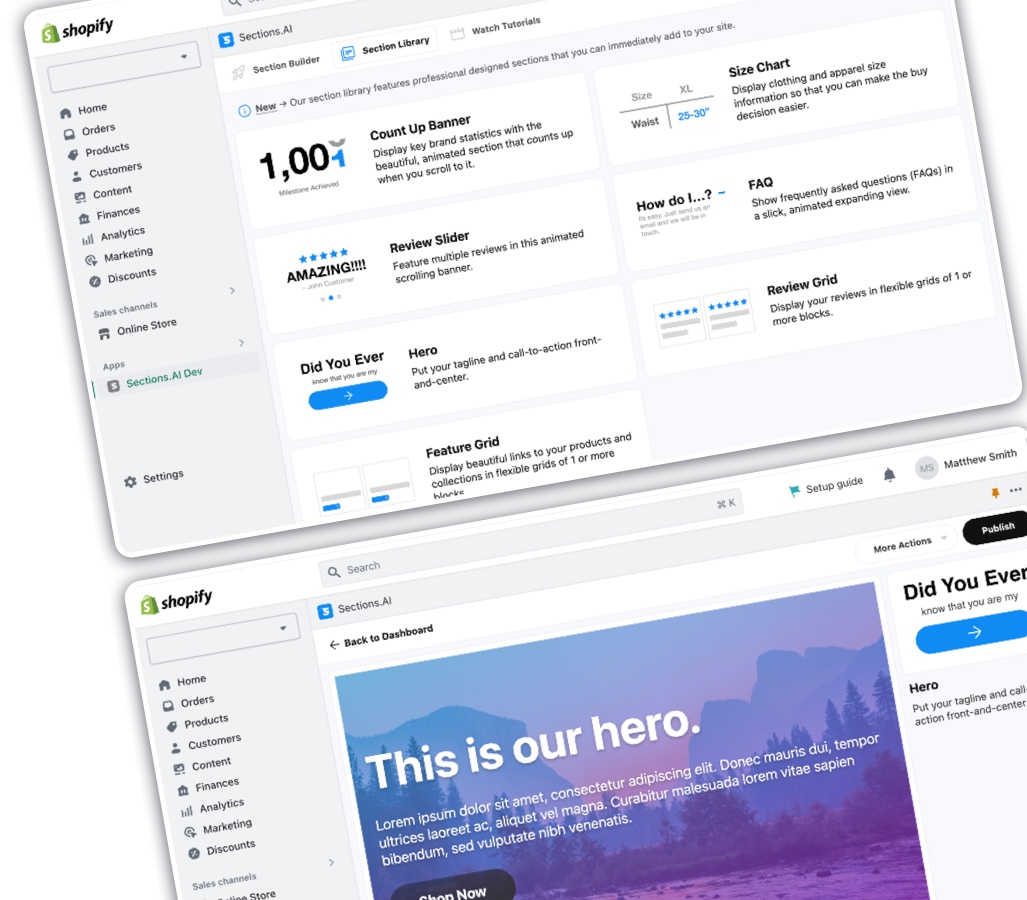 shopify
Sections.AI
Section Builder
Section Library
Watch Tutorials
New → Our section library features professional designed sections that you can immediately add to your site.
Home
Orders
Products
Customers
Content
Finances
Analytics
Marketing
Discounts
Sales channels
Online Store
Apps
Sections.AI Dev
Settings
1,001
Milestone Achieved
Count Up Banner
Display key brand statistics with the
beautiful, animated section that counts up
when you scroll to it.
Size XL
Waist 25-30"
Size Chart
Display clothing and apparel size
information so that you can make the buy
decision easier.
AMAZING!!!!
- John Customer
Review Slider
Feature multiple reviews in this animated
scrolling banner.
How do I...?
Its easy. Just send us an
email and we will be in
touch.
FAQ
Show frequently asked questions (FAQs) in
a slick, animated expanding view.
Did You Ever
know that you are my
Hero
Put your tagline and call-to-action front-
and-center.
Review Grid
Display your reviews in flexible grids of 1 or
more blocks.
Feature Grid
Display beautiful links to your products and
collections in flexible grids of 1 or more
blocks.
shopify
Search
⌘ K
Setup guide
MS
Matthew Smith
Sections.AI
Back to Dashboard
More Actions
Publish
Home
Orders
Products
Customers
Content
Finances
Analytics
Marketing
Discounts
Sales channels
Online Store
This is our hero.
Lorem ipsum dolor sit amet, consectetur adipiscing elit. Donec mauris dui, tempor
ultrices laoreet ac, aliquet vel magna. Curabitur malesuada lorem vitae sapien
bibendum, sed vulputate nibh venenatis.
Shop Now
Did You Ever
know that you are my
Hero
Put your tagline and call-
action front-and-center.